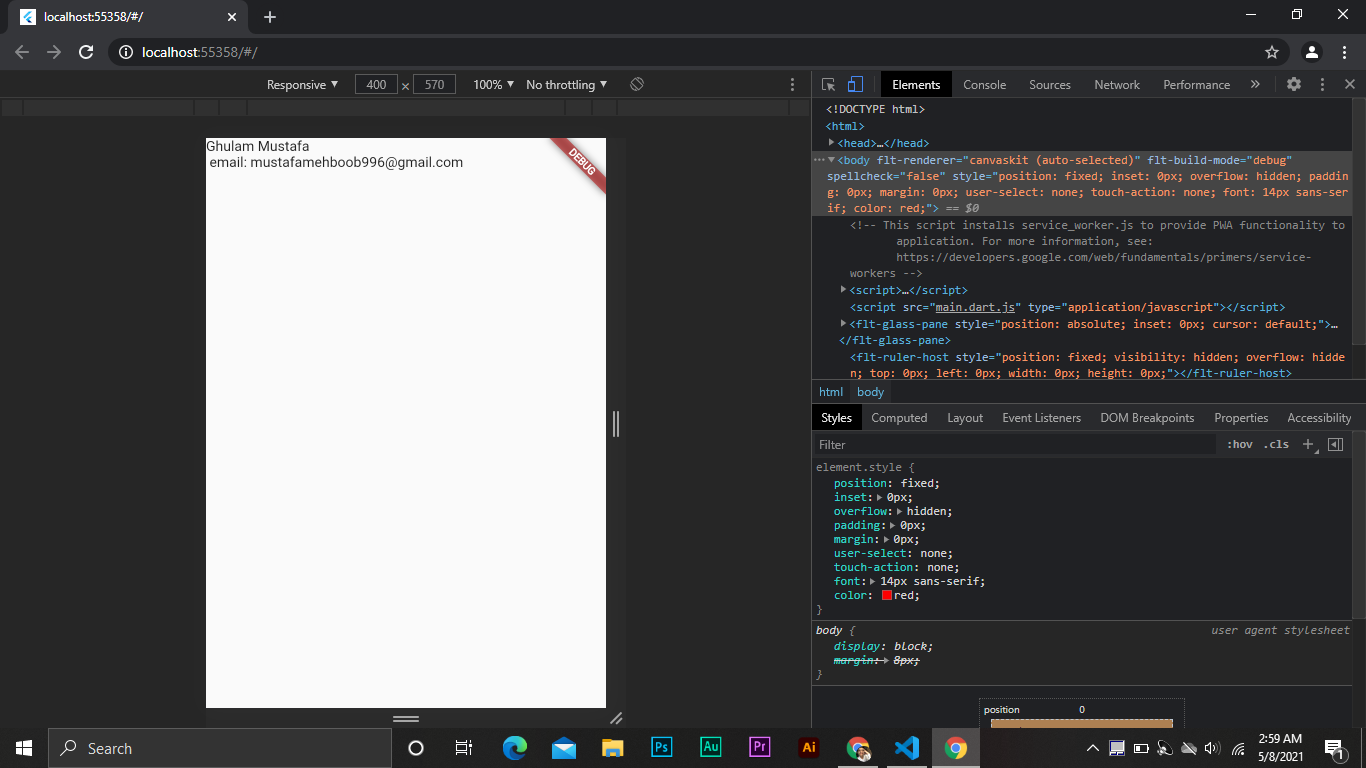 localhost:55358/#/
localhost:55358/#/
Responsive 400 × 570 100% No throttling
Elements Console Sources Network Performance
Ghulam Mustafa
email: mustafamehboob996@gmail.com
DEBUG
<!DOCTYPE html>
<html>
<head>…</head>
<body flt-renderer="canvaskit (auto-selected)" flt-build-mode="debug"
spellcheck="false" style="position: fixed; inset: 0px; overflow: hidden; paddin
g: 0px; margin: 0px; user-select: none; touch-action: none; font: 14px sans-ser
if; color: red;"> == $0
<!-- This script installs service_worker.js to provide PWA functionality to
application. For more information, see:
https://developers.google.com/web/fundamentals/primers/service-
workers -->
<script>…</script>
<script src="main.dart.js" type="application/javascript"></script>
<flt-glass-pane style="position: absolute; inset: 0px; cursor: default;">…
</flt-glass-pane>
<flt-ruler-host style="position: fixed; visibility: hidden; overflow: hidde
n; top: 0px; left: 0px; width: 0px; height: 0px;"></flt-ruler-host>
html body
Styles Computed Layout Event Listeners DOM Breakpoints Properties Accessibility
Filter :hov .cls +
element.style {
position: fixed;
inset: 0px;
overflow: hidden;
padding: 0px;
margin: 0px;
user-select: none;
touch-action: none;
font: 14px sans-serif;
color: red;
}
body { user agent stylesheet
display: block;
margin: 8px;
}
position 0
Search Ps Au Pr Ai 2:59 AM
5/8/2021 1